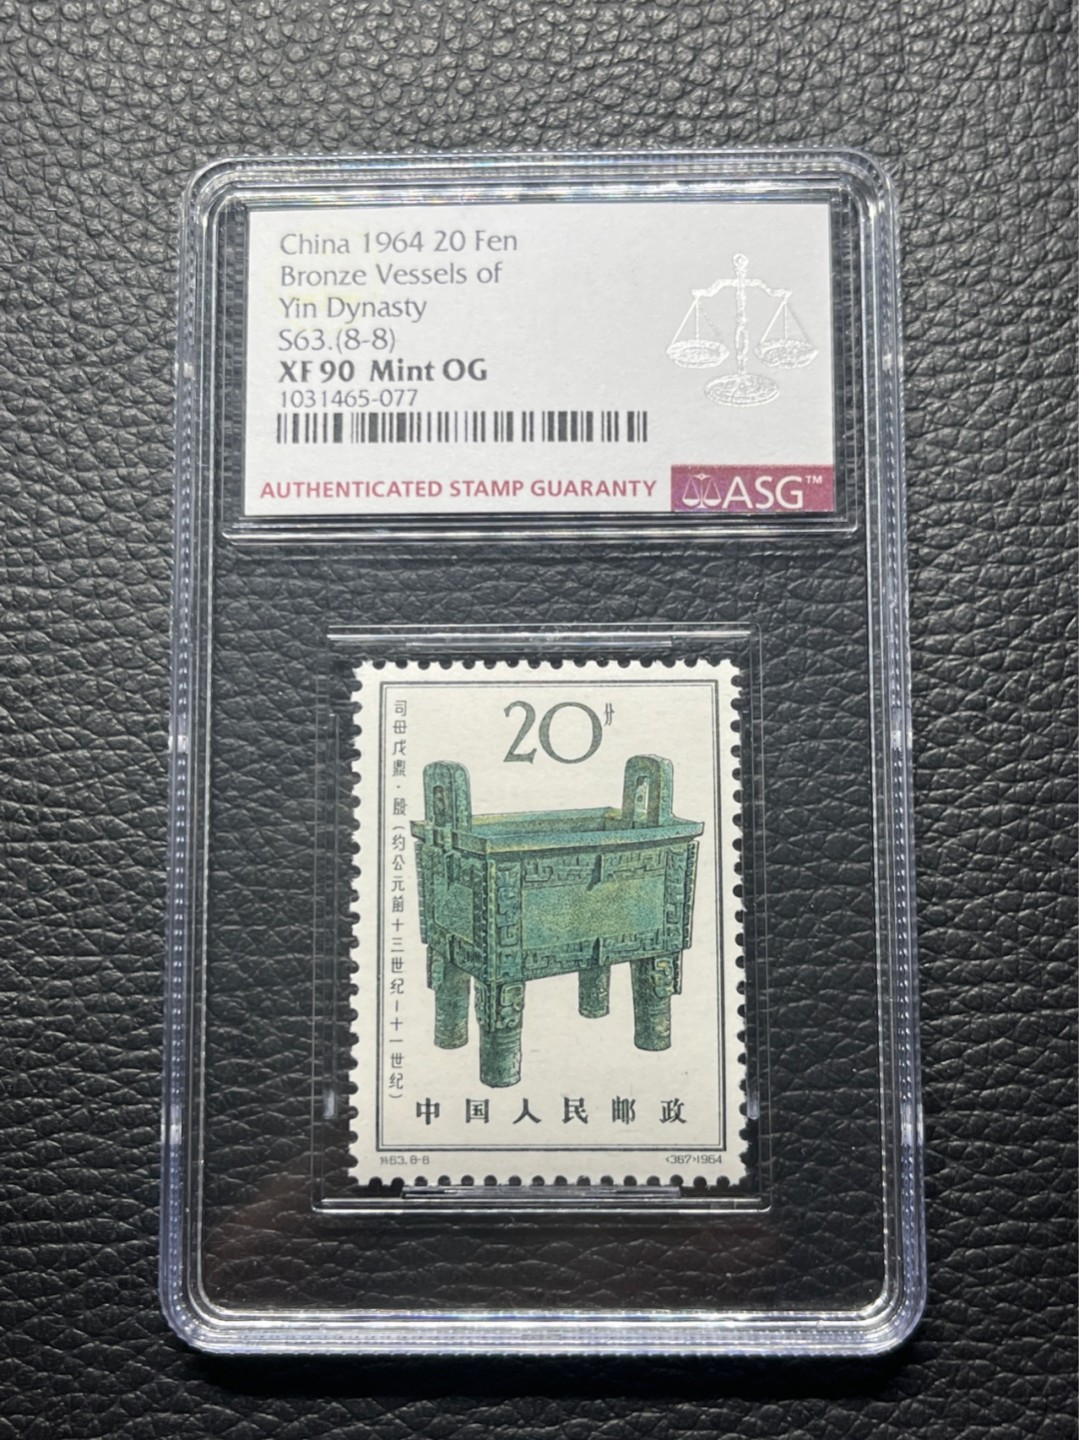 China 1964 20 Fen
Bronze Vessels of
Yin Dynasty
S63.(8-8)
XF 90 Mint OG
1031465-077
AUTHENTICATED STAMP GUARANTY
ASG™
20分
司母戊鼎·殷(约公元前十三世纪—十一世纪)
中国人民邮政
特63.8-8
<367>1964